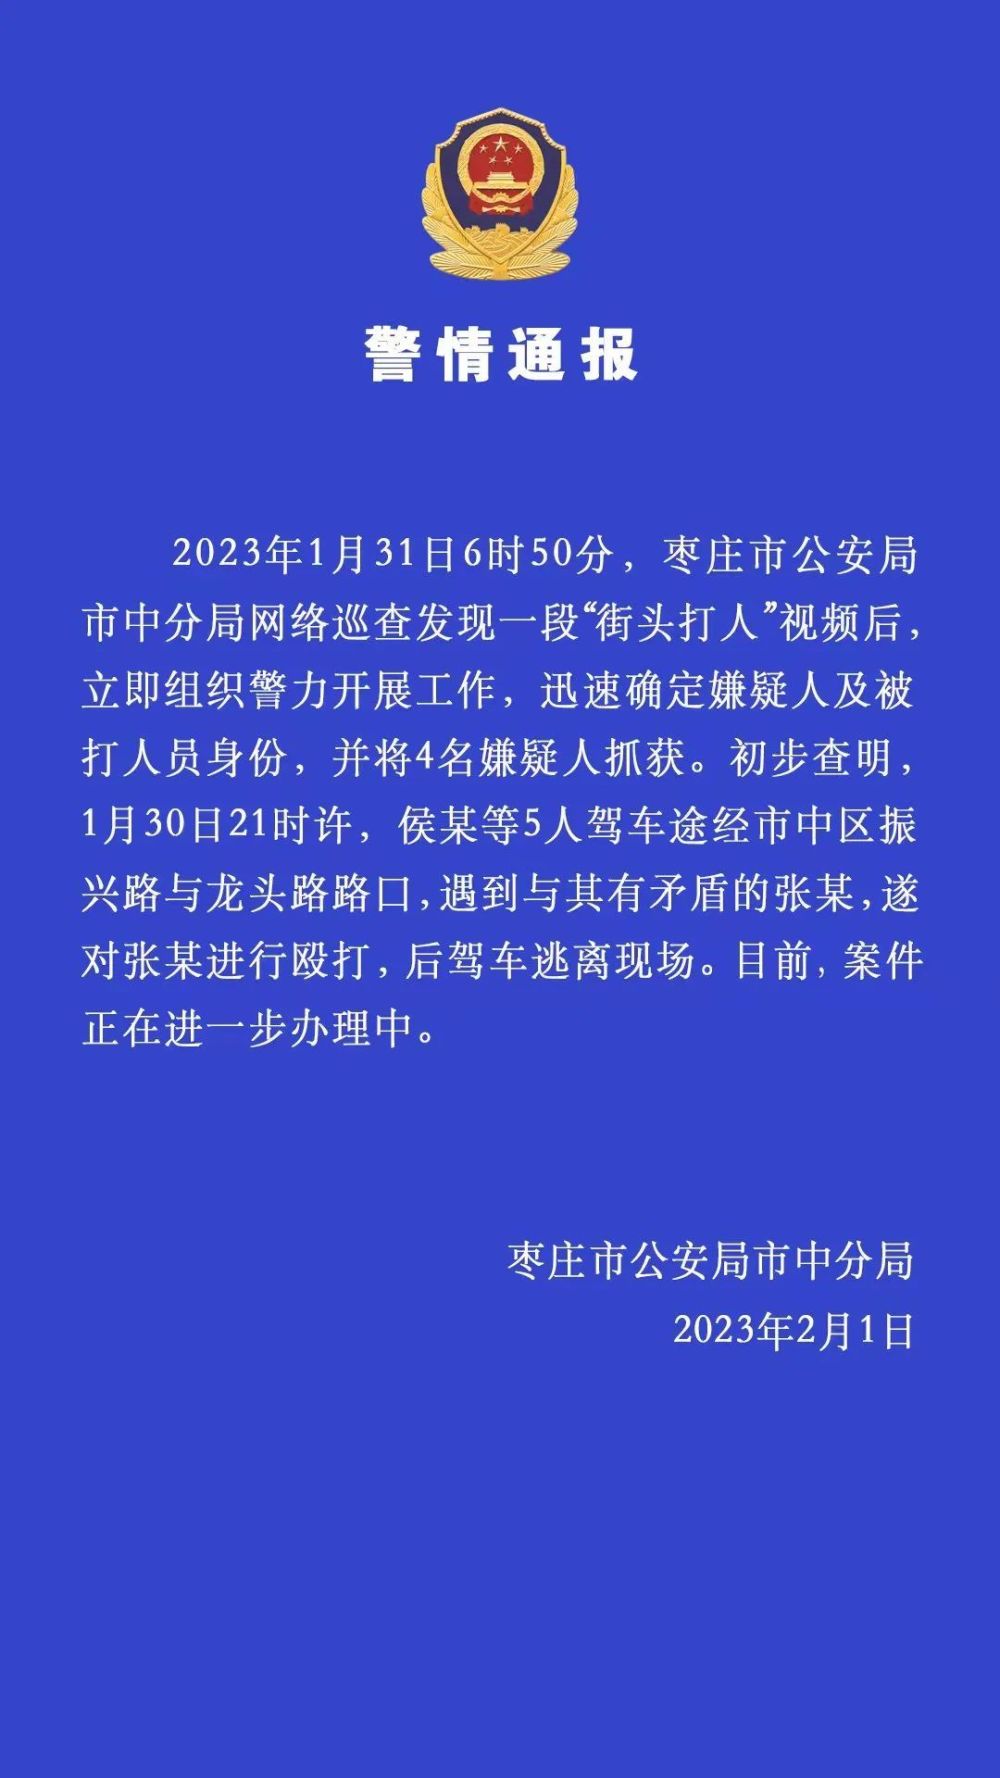 警情通报
2023年1月31日6时50分，枣庄市公安局
市中分局网络巡查发现一段“街头打人”视频后，
立即组织警力开展工作，迅速确定嫌疑人及被
打人员身份，并将4名嫌疑人抓获。初步查明，
1月30日21时许，侯某等5人驾车途经市中区振
兴路与龙头路路口，遇到与其有矛盾的张某，遂
对张某进行殴打，后驾车逃离现场。目前，案件
正在进一步办理中。
枣庄市公安局市中分局
2023年2月1日